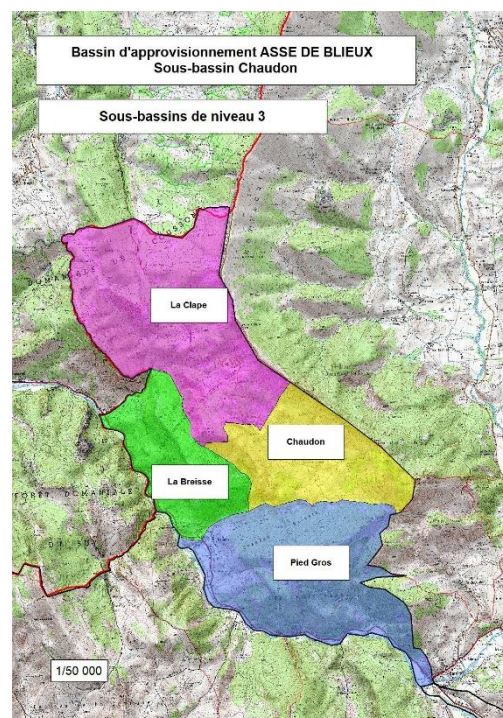 Bassin d'approvisionnement ASSE DE BLIEUX
Sous-bassin Chaudon
Sous-bassins de niveau 3
La Clape
Chaudon
La Breisse
Pied Gros
1/50 000